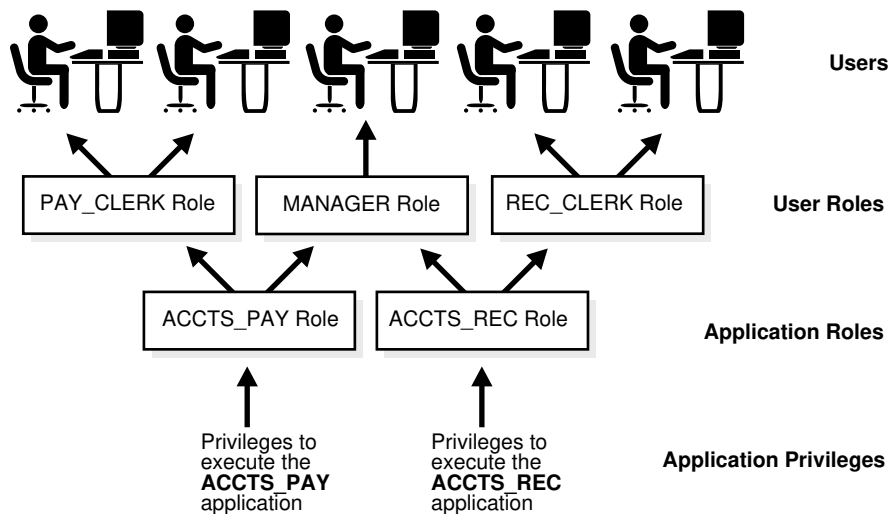 Users
PAY_CLERK Role
MANAGER Role
REC_CLERK Role
User Roles
ACCTS_PAY Role
ACCTS_REC Role
Application Roles
Privileges to
execute the
ACCTS_PAY
application
Privileges to
execute the
ACCTS_REC
application
Application Privileges